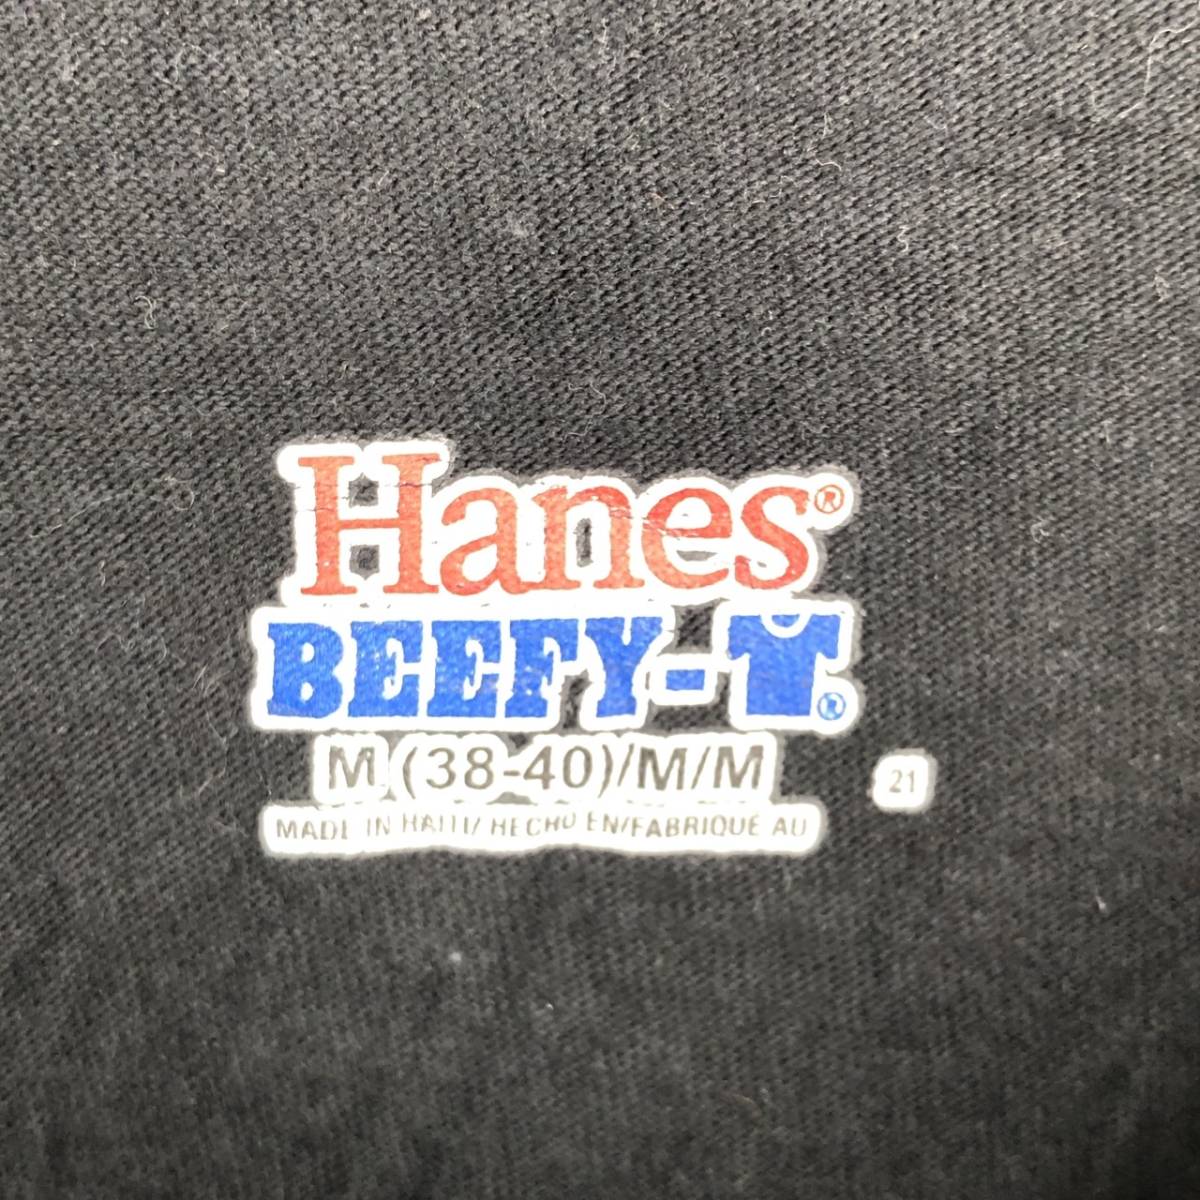 Hanes®
BEEFY-T®
M (38-40)/M/M
21
MADE IN HAITI/ HECHO EN/FABRIQUÉ AU